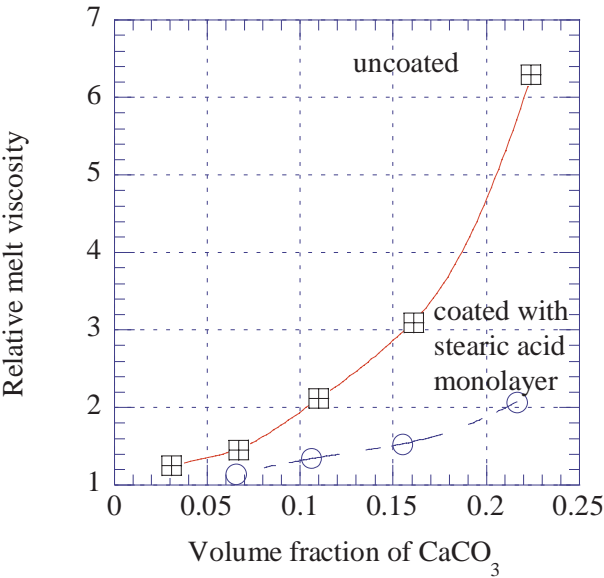 7
6
5
4
3
2
1
0
0.05
0.1
0.15
0.2
0.25
Relative melt viscosity
Volume fraction of CaCO₃
uncoated
coated with
stearic acid
monolayer